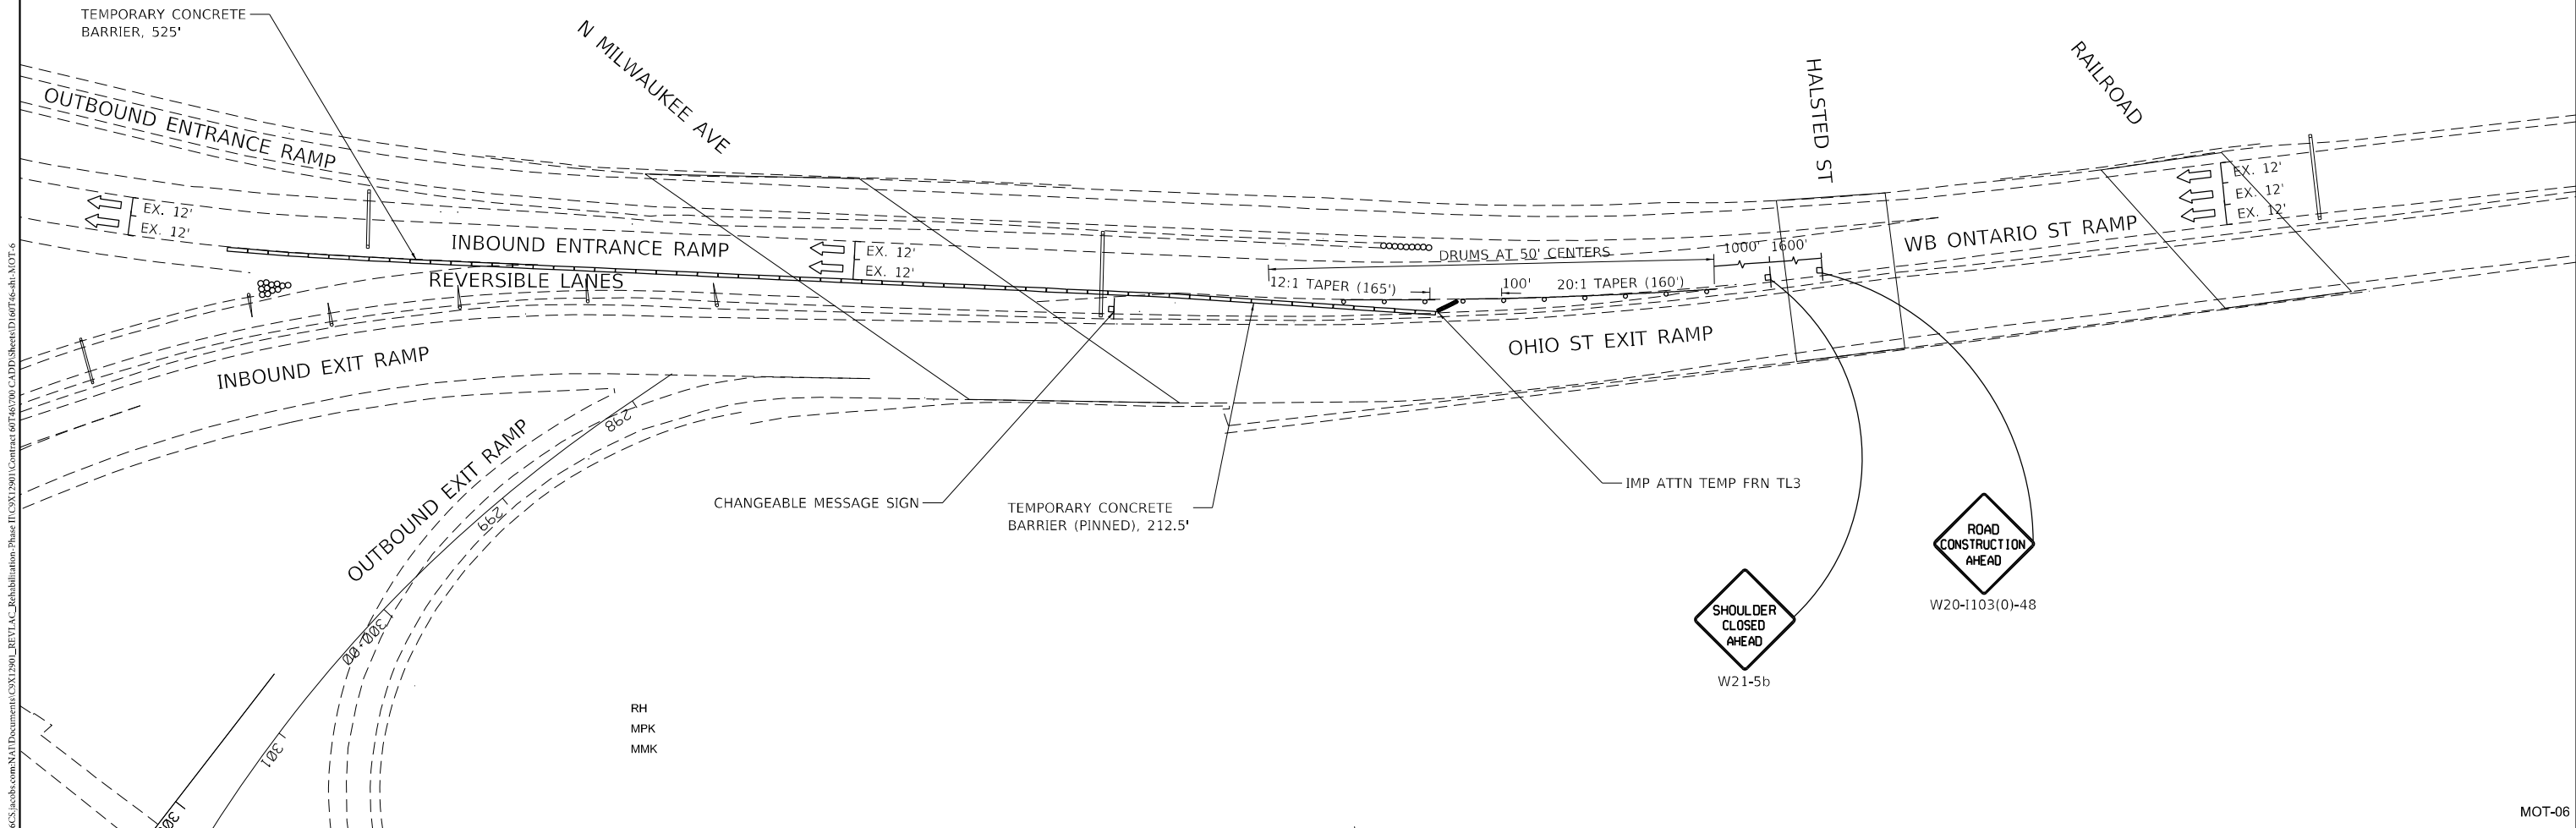 TEMPORARY CONCRETE
BARRIER, 525'
N MILWAUKEE AVE
HALSTED ST
RAILROAD
OUTBOUND ENTRANCE RAMP
EX. 12'
EX. 12'
INBOUND ENTRANCE RAMP
REVERSIBLE LANES
EX. 12'
EX. 12'
DRUMS AT 50' CENTERS
1000'
1600'
12:1 TAPER (165')
100'
20:1 TAPER (160')
WB ONTARIO ST RAMP
EX. 12'
EX. 12'
EX. 12'
OHIO ST EXIT RAMP
INBOUND EXIT RAMP
OUTBOUND EXIT RAMP
298
299
300+00
301
30
CHANGEABLE MESSAGE SIGN
TEMPORARY CONCRETE
BARRIER (PINNED), 212.5'
IMP ATTN TEMP FRN TL3
ROAD
CONSTRUCTION
AHEAD
W20-I103(0)-48
SHOULDER
CLOSED
AHEAD
W21-5b
RH
MPK
MMK
MOT-06